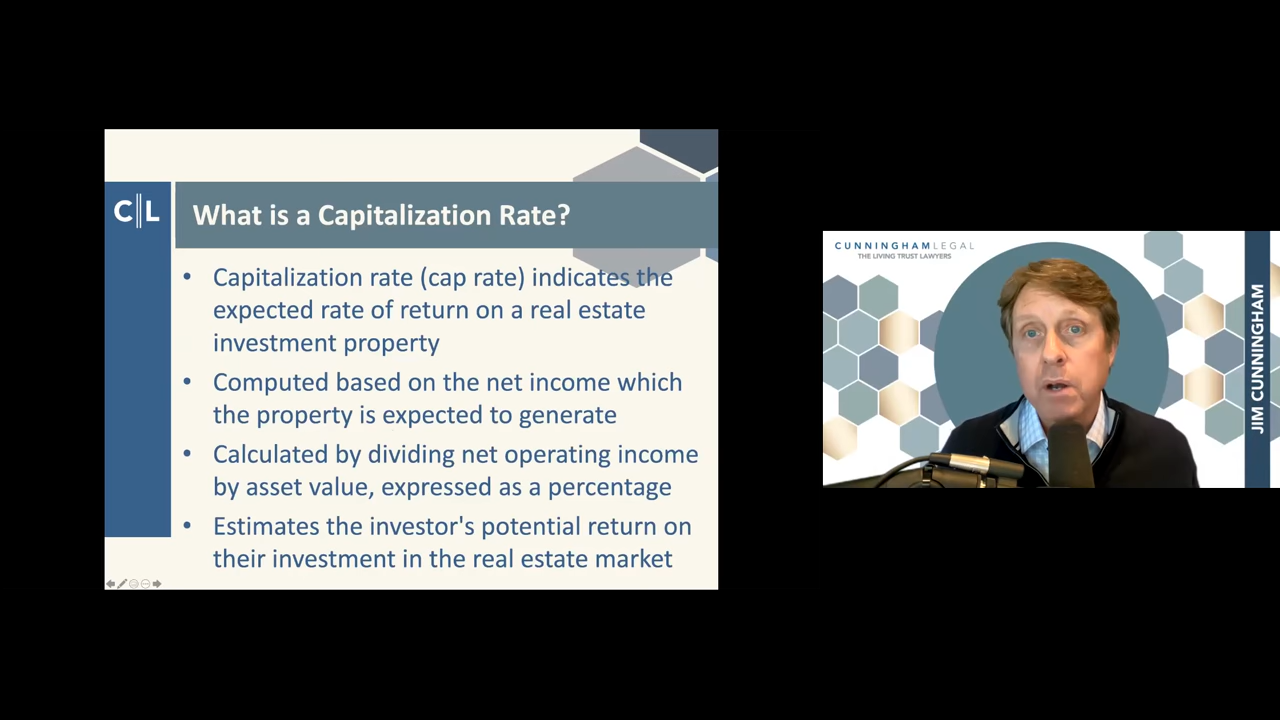 C||L
What is a Capitalization Rate?
• Capitalization rate (cap rate) indicates the
expected rate of return on a real estate
investment property
• Computed based on the net income which
the property is expected to generate
• Calculated by dividing net operating income
by asset value, expressed as a percentage
• Estimates the investor's potential return on
their investment in the real estate market
CUNNINGHAMLEGAL
THE LIVING TRUST LAWYERS
JIM CUNNINGHAM